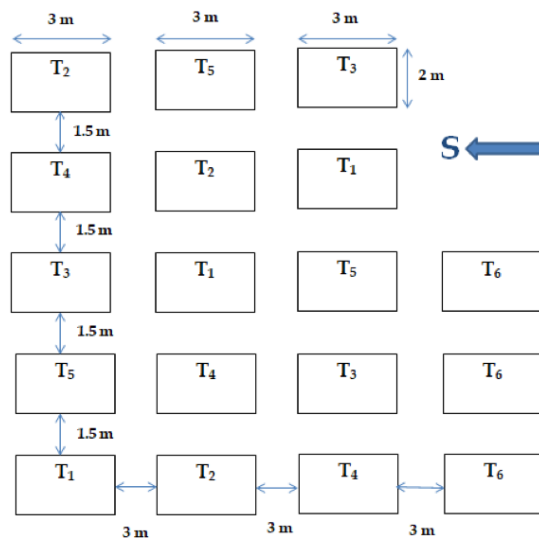 3 m 3 m 3 m
T₂ T₅ T₃
2 m
1.5 m
S
T₄ T₂ T₁
1.5 m
T₃ T₁ T₅ T₆
1.5 m
T₅ T₄ T₃ T₆
1.5 m
T₁ T₂ T₄ T₆
3 m 3 m 3 m